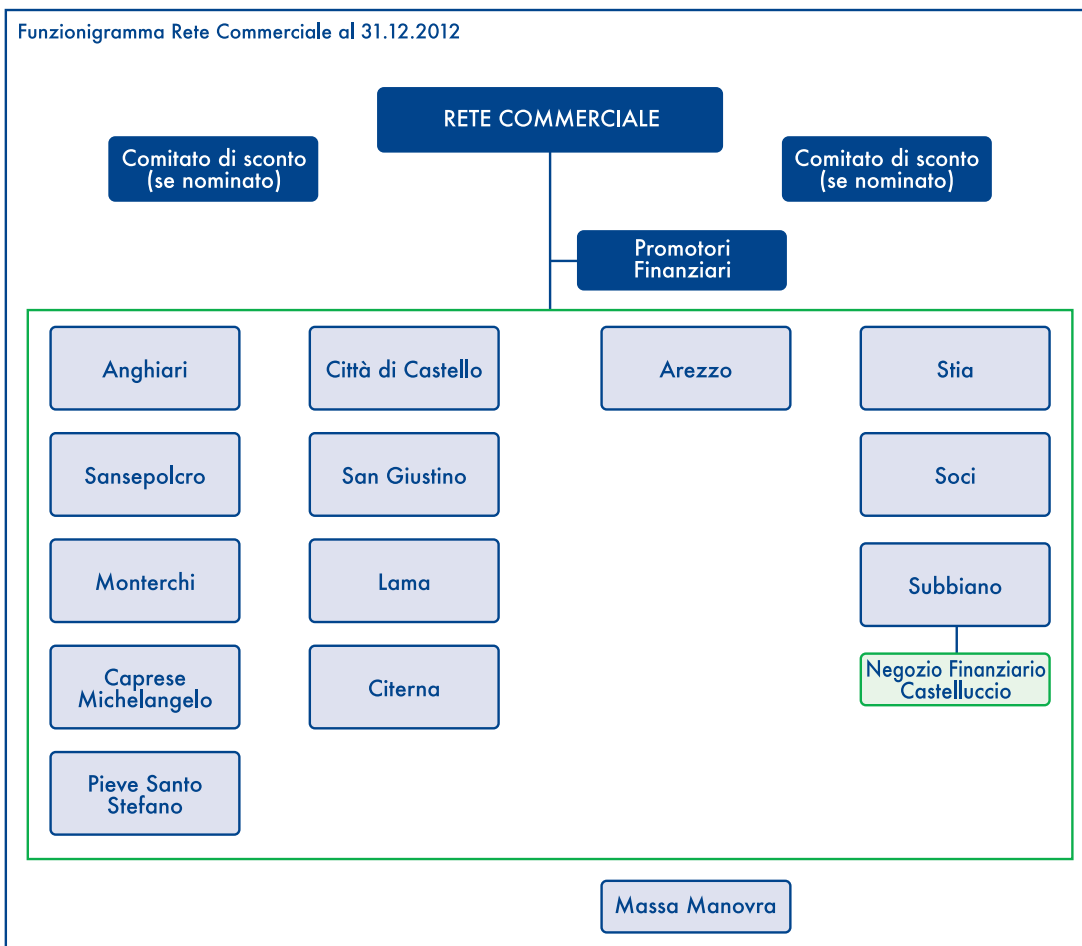 Funzionigramma Rete Commerciale al 31.12.2012
RETE COMMERCIALE
Comitato di sconto
(se nominato)
Comitato di sconto
(se nominato)
Promotori
Finanziari
Anghiari
Città di Castello
Arezzo
Stia
Sansepolcro
San Giustino
Soci
Monterchi
Lama
Subbiano
Caprese
Michelangelo
Citerna
Negozio Finanziario
Castelluccio
Pieve Santo
Stefano
Massa Manovra